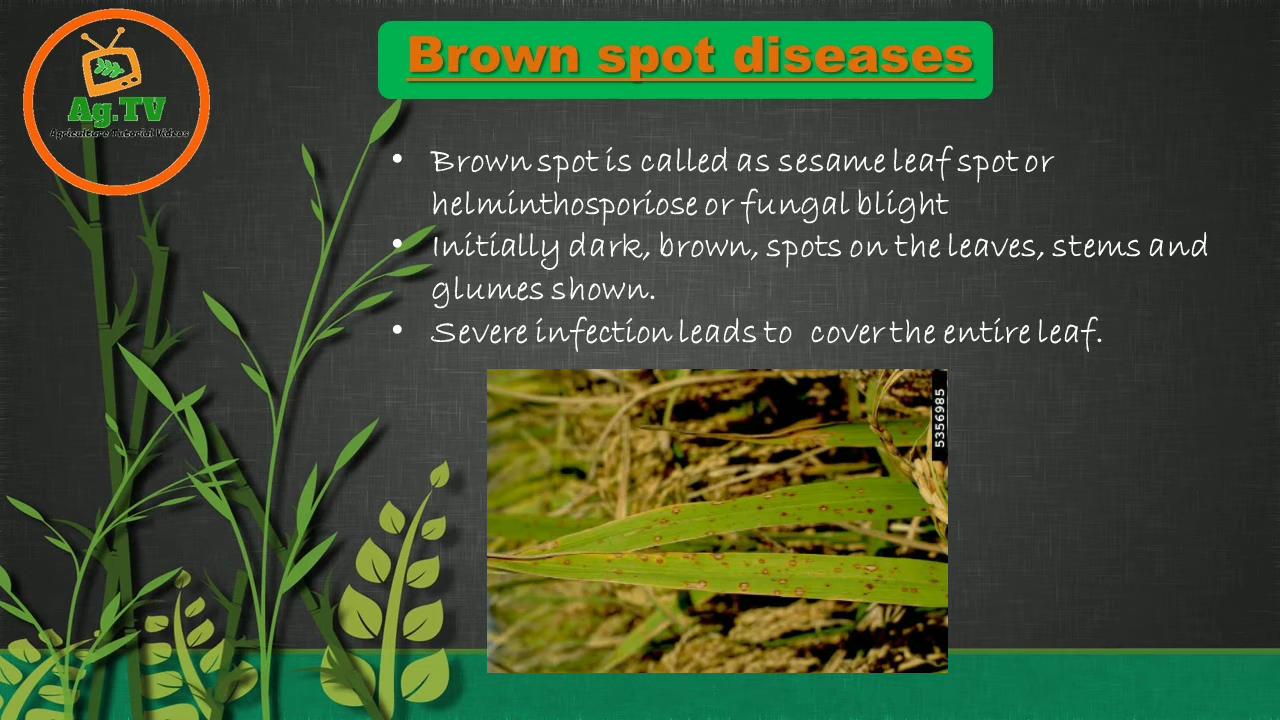 Brown spot diseases
Ag.TV
Agriculture Tutorial Videos
• Brown spot is called as sesame leaf spot or
helminthosporiose or fungal blight
• Initially dark, brown, spots on the leaves, stems and
glumes shown.
• Severe infection leads to cover the entire leaf.
5356985